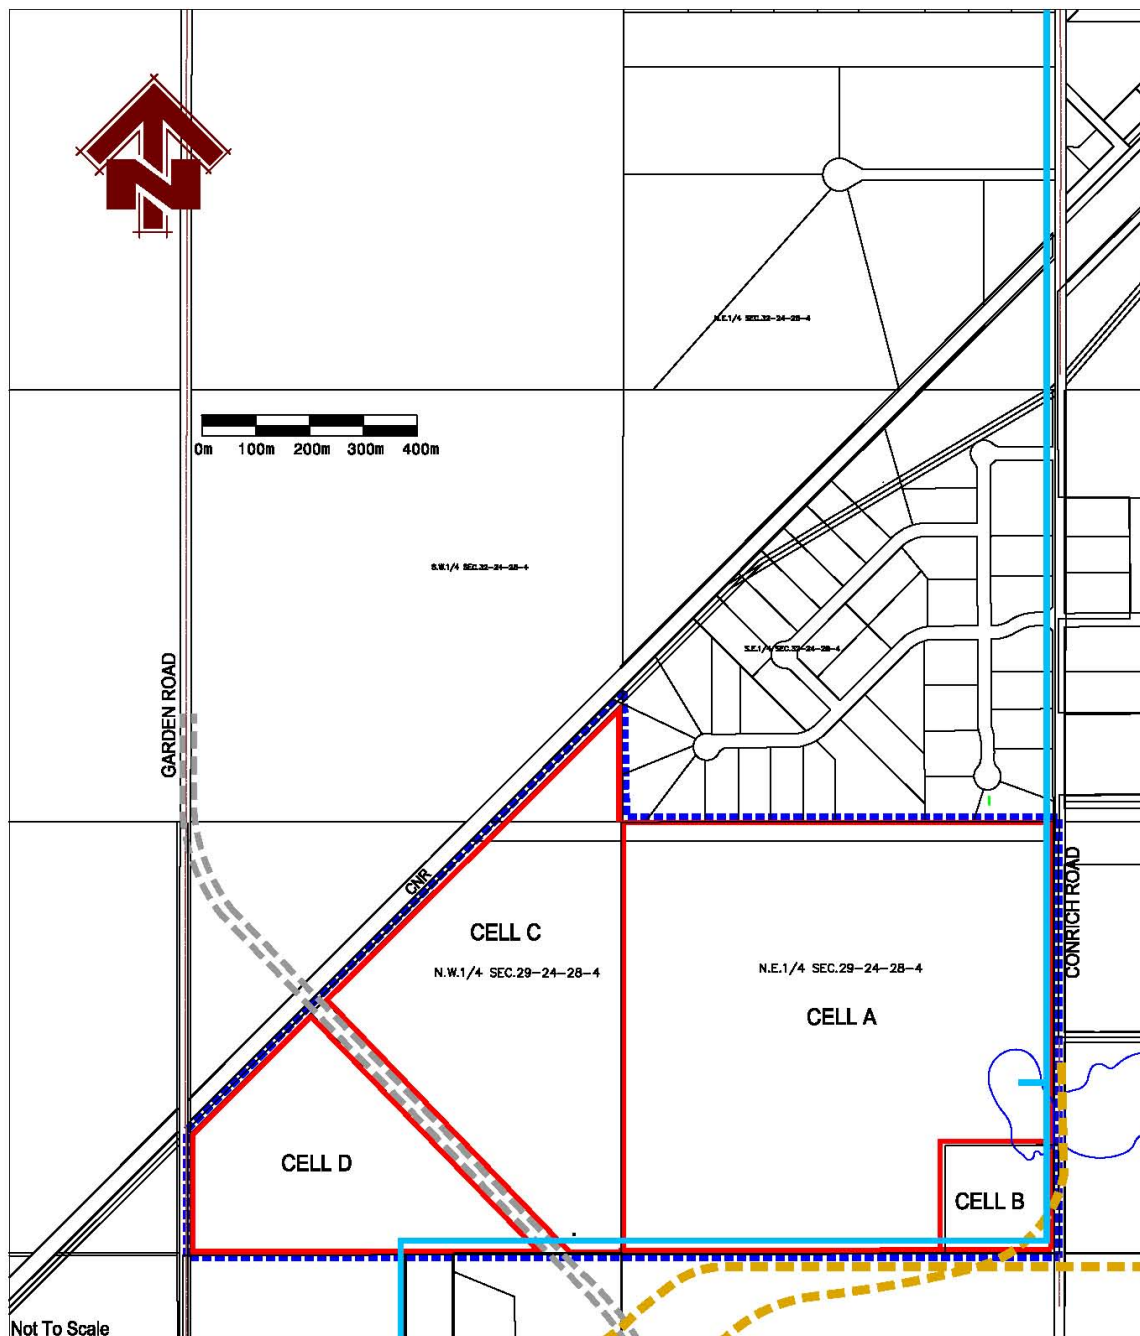 N
N.E.1/4 SEC.32-24-28-4
0m 100m 200m 300m 400m
S.W.1/4 SEC.32-24-28-4
S.E.1/4 SEC.32-24-28-4
GARDEN ROAD
CNR
CONRICH ROAD
CELL C
N.W.1/4 SEC.29-24-28-4
N.E.1/4 SEC.29-24-28-4
CELL A
CELL D
CELL B
Not To Scale